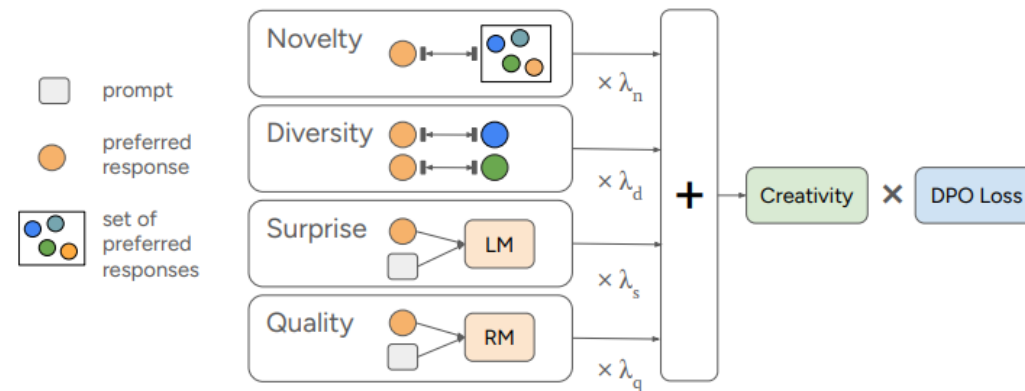 prompt
preferred
response
set of
preferred
responses
Novelty
× λn
Diversity
× λd
Surprise
LM
× λs
Quality
RM
× λq
+
Creativity
×
DPO Loss